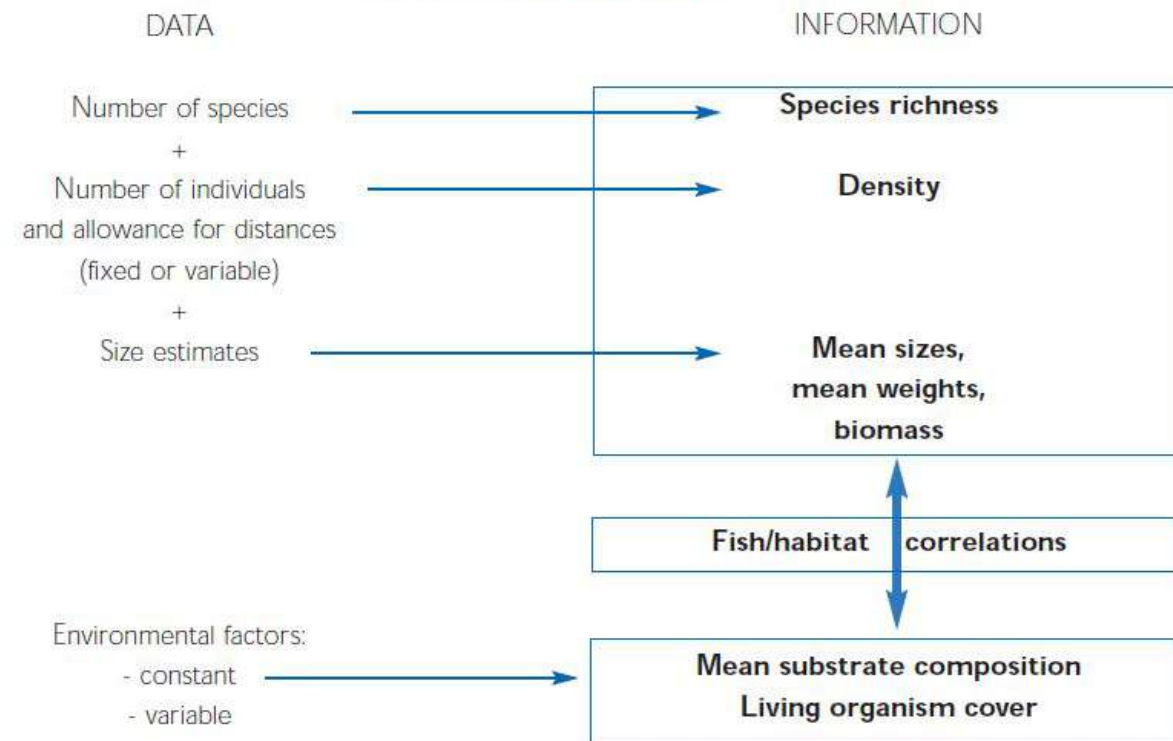 DATA
INFORMATION
Number of species
Species richness
+
Number of individuals
Density
and allowance for distances
(fixed or variable)
+
Size estimates
Mean sizes,
mean weights,
biomass
Fish/habitat correlations
Environmental factors:
- constant
- variable
Mean substrate composition
Living organism cover